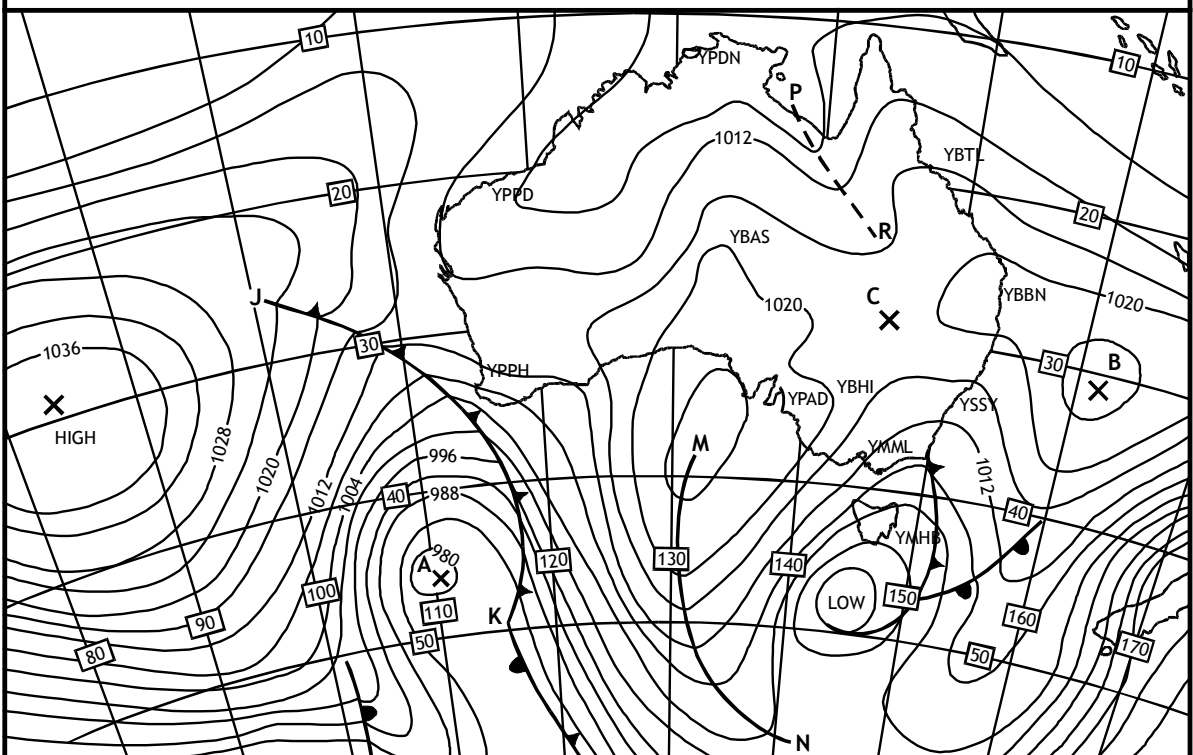 10
10
YPDN
P
1012
YBTL
20
YPPD
20
R
YBAS
J
C
YBBN
1020
1020
1036
30
30
B
YPPH
YPAD
YBHI
YSSY
HIGH
1028
M
YMML
996
1020
1012
1012
1004
40
988
40
YMHB
980
A
120
130
140
100
110
LOW
150
K
160
90
50
170
80
50
N